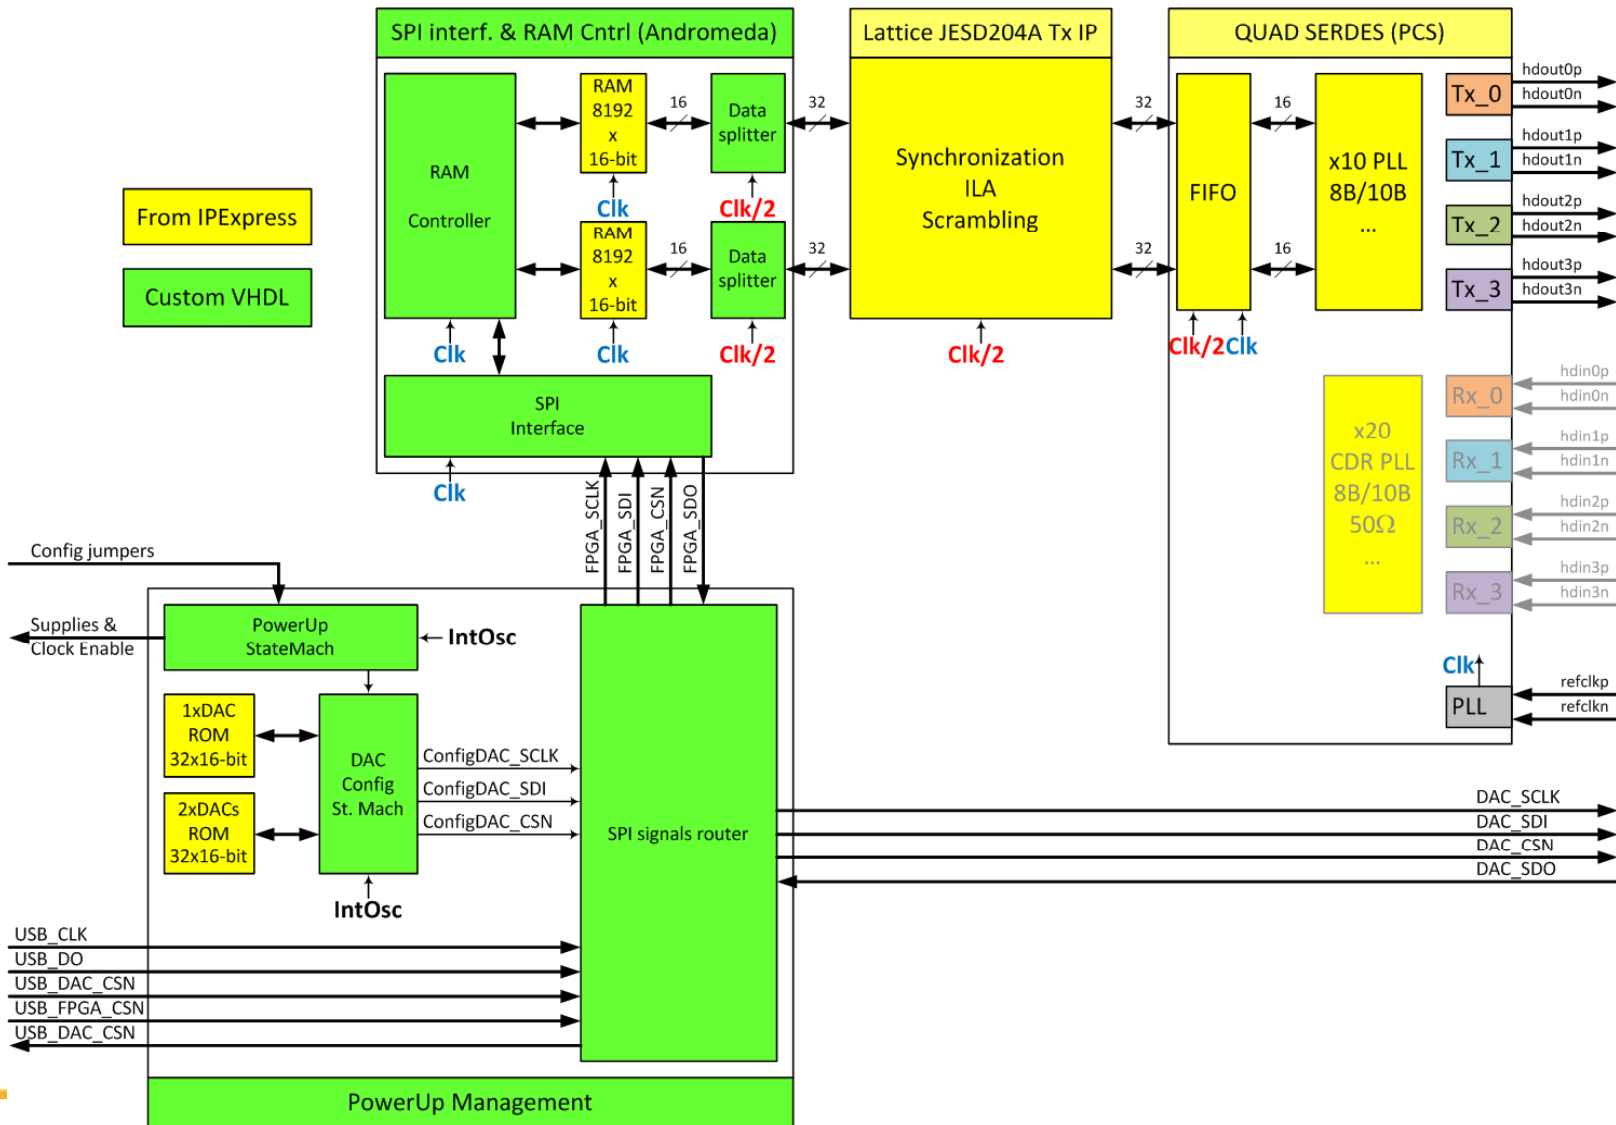 SPI interf. & RAM Cntrl (Andromeda)
Lattice JESD204A Tx IP
QUAD SERDES (PCS)
RAM
Controller
RAM
8192
x
16-bit
16
Data
splitter
32
Clk
Clk/2
RAM
8192
x
16-bit
16
Data
splitter
32
Clk
Clk
Clk/2
SPI
Interface
Clk
Synchronization
ILA
Scrambling
Clk/2
32
32
FIFO
Clk/2
Clk
16
16
x10 PLL
8B/10B
...
Tx_0
hdout0p
hdout0n
Tx_1
hdout1p
hdout1n
Tx_2
hdout2p
hdout2n
Tx_3
hdout3p
hdout3n
x20
CDR PLL
8B/10B
50Ω
...
Rx_0
hdin0p
hdin0n
Rx_1
hdin1p
hdin1n
Rx_2
hdin2p
hdin2n
Rx_3
hdin3p
hdin3n
Clk
PLL
refclkp
refclkn
From IPExpress
Custom VHDL
FPGA_SCLK
FPGA_SDI
FPGA_CSN
FPGA_SDO
Config jumpers
Supplies &
Clock Enable
PowerUp
StateMach
IntOsc
1xDAC
ROM
32x16-bit
2xDACs
ROM
32x16-bit
DAC
Config
St. Mach
IntOsc
ConfigDAC_SCLK
ConfigDAC_SDI
ConfigDAC_CSN
SPI signals router
DAC_SCLK
DAC_SDI
DAC_CSN
DAC_SDO
USB_CLK
USB_DO
USB_DAC_CSN
USB_FPGA_CSN
USB_DAC_CSN
PowerUp Management